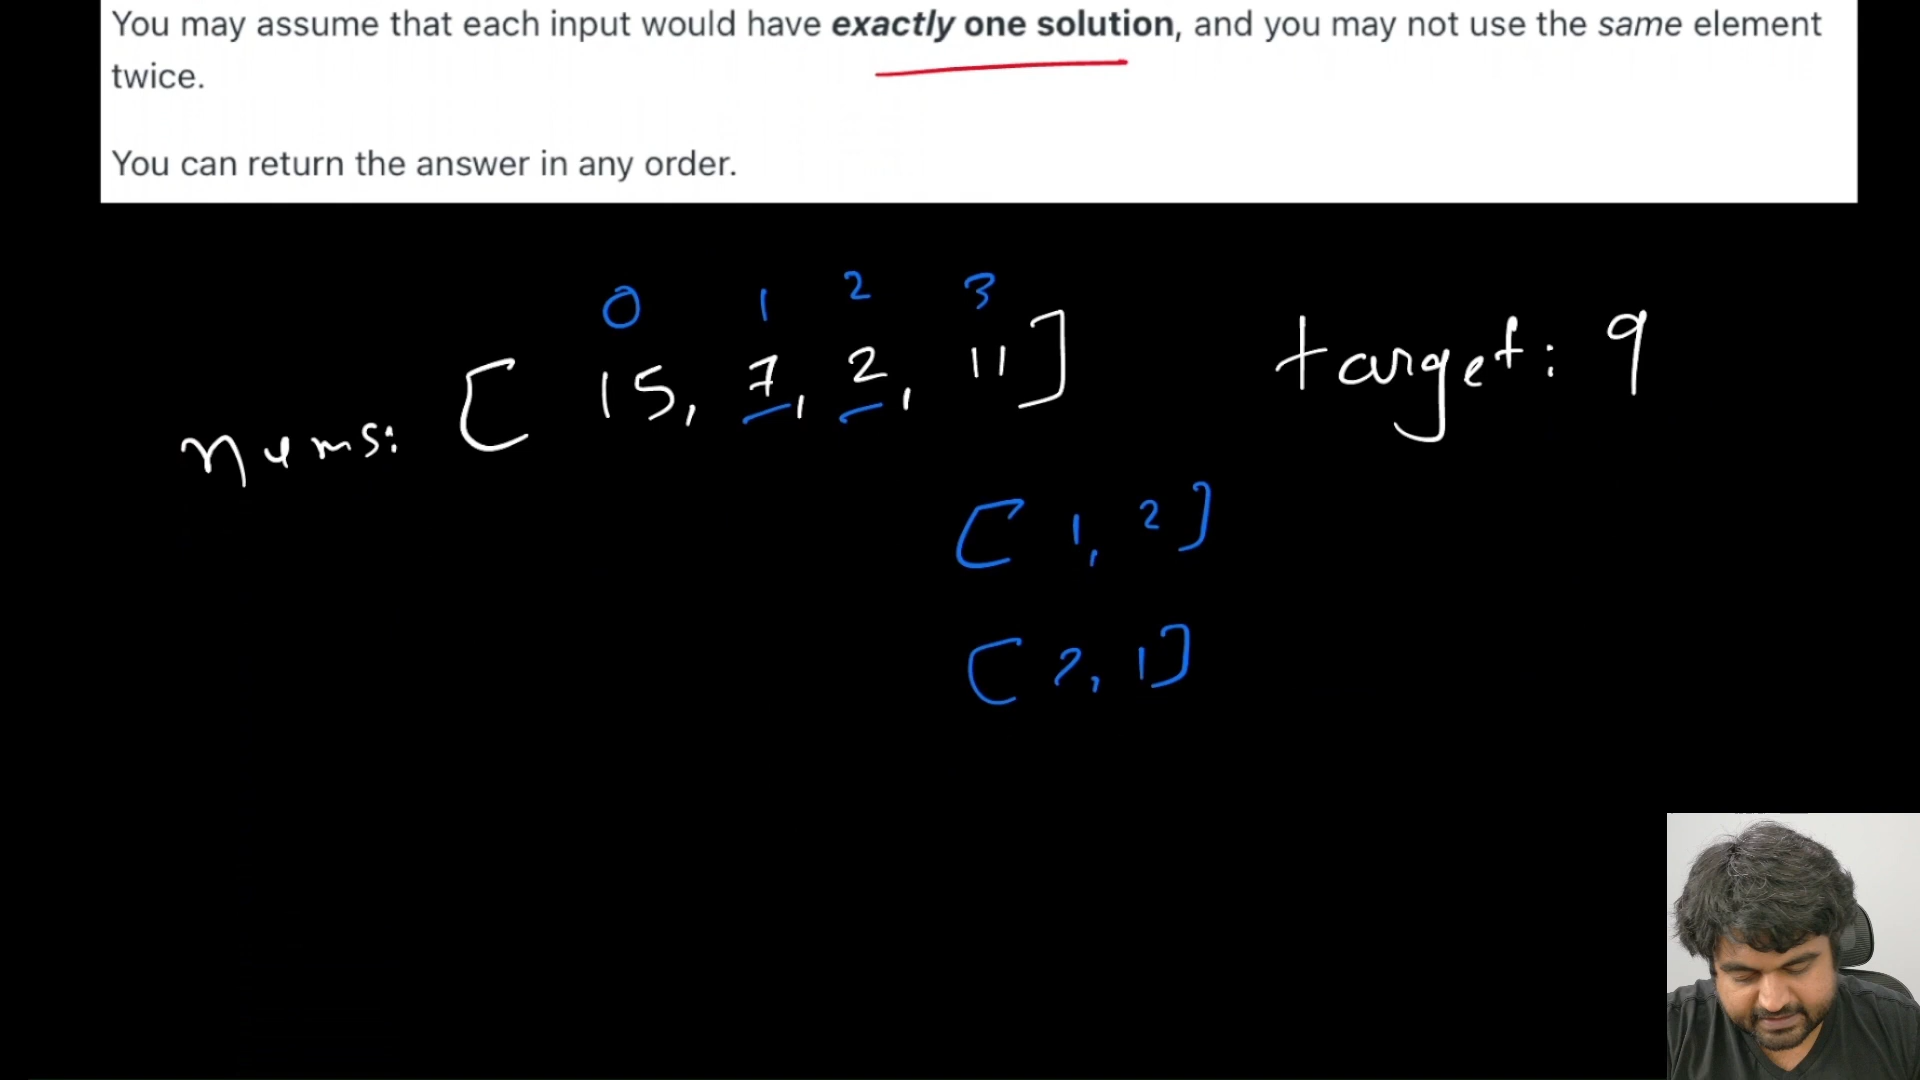 You may assume that each input would have exactly one solution, and you may not use the same element
twice.
You can return the answer in any order.
0 1 2 3
nums: [ 15, 7, 2, 11 ] target: 9
[ 1, 2 ]
[ 2, 1 ]